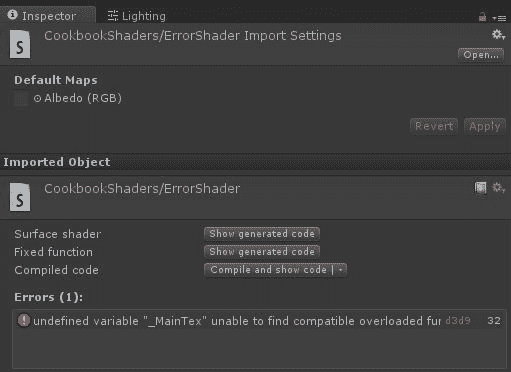 Inspector
Lighting
CookbookShaders/ErrorShader Import Settings
Open...
Default Maps
Albedo (RGB)
Revert Apply
Imported Object
CookbookShaders/ErrorShader
Surface shader Show generated code
Fixed function Show generated code
Compiled code Compile and show code
Errors (1):
undefined variable "_MainTex" unable to find compatible overloaded fur d3d9 32